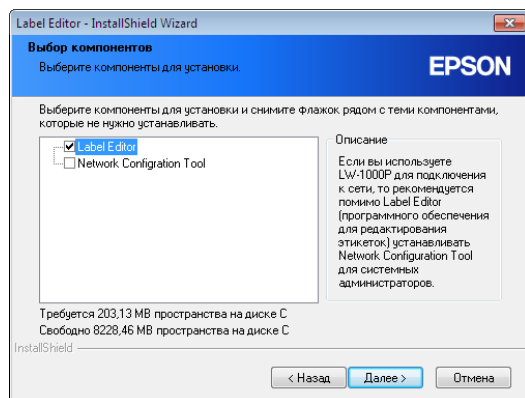 Label Editor - InstallShield Wizard
Выбор компонентов
Выберите компоненты для установки.
EPSON
Выберите компоненты для установки и снимите флажок рядом с теми компонентами,
которые не нужно устанавливать.
Label Editor
Network Configration Tool
Описание
Если вы используете
LW-1000P для подключения
к сети, то рекомендуется
помимо Label Editor
(программного обеспечения
для редактирования
этикеток) устанавливать
Network Configuration Tool
для системных
администраторов.
Требуется 203,13 MB пространства на диске C
Свободно 8228,46 MB пространства на диске C
InstallShield
< Назад
Далее >
Отмена